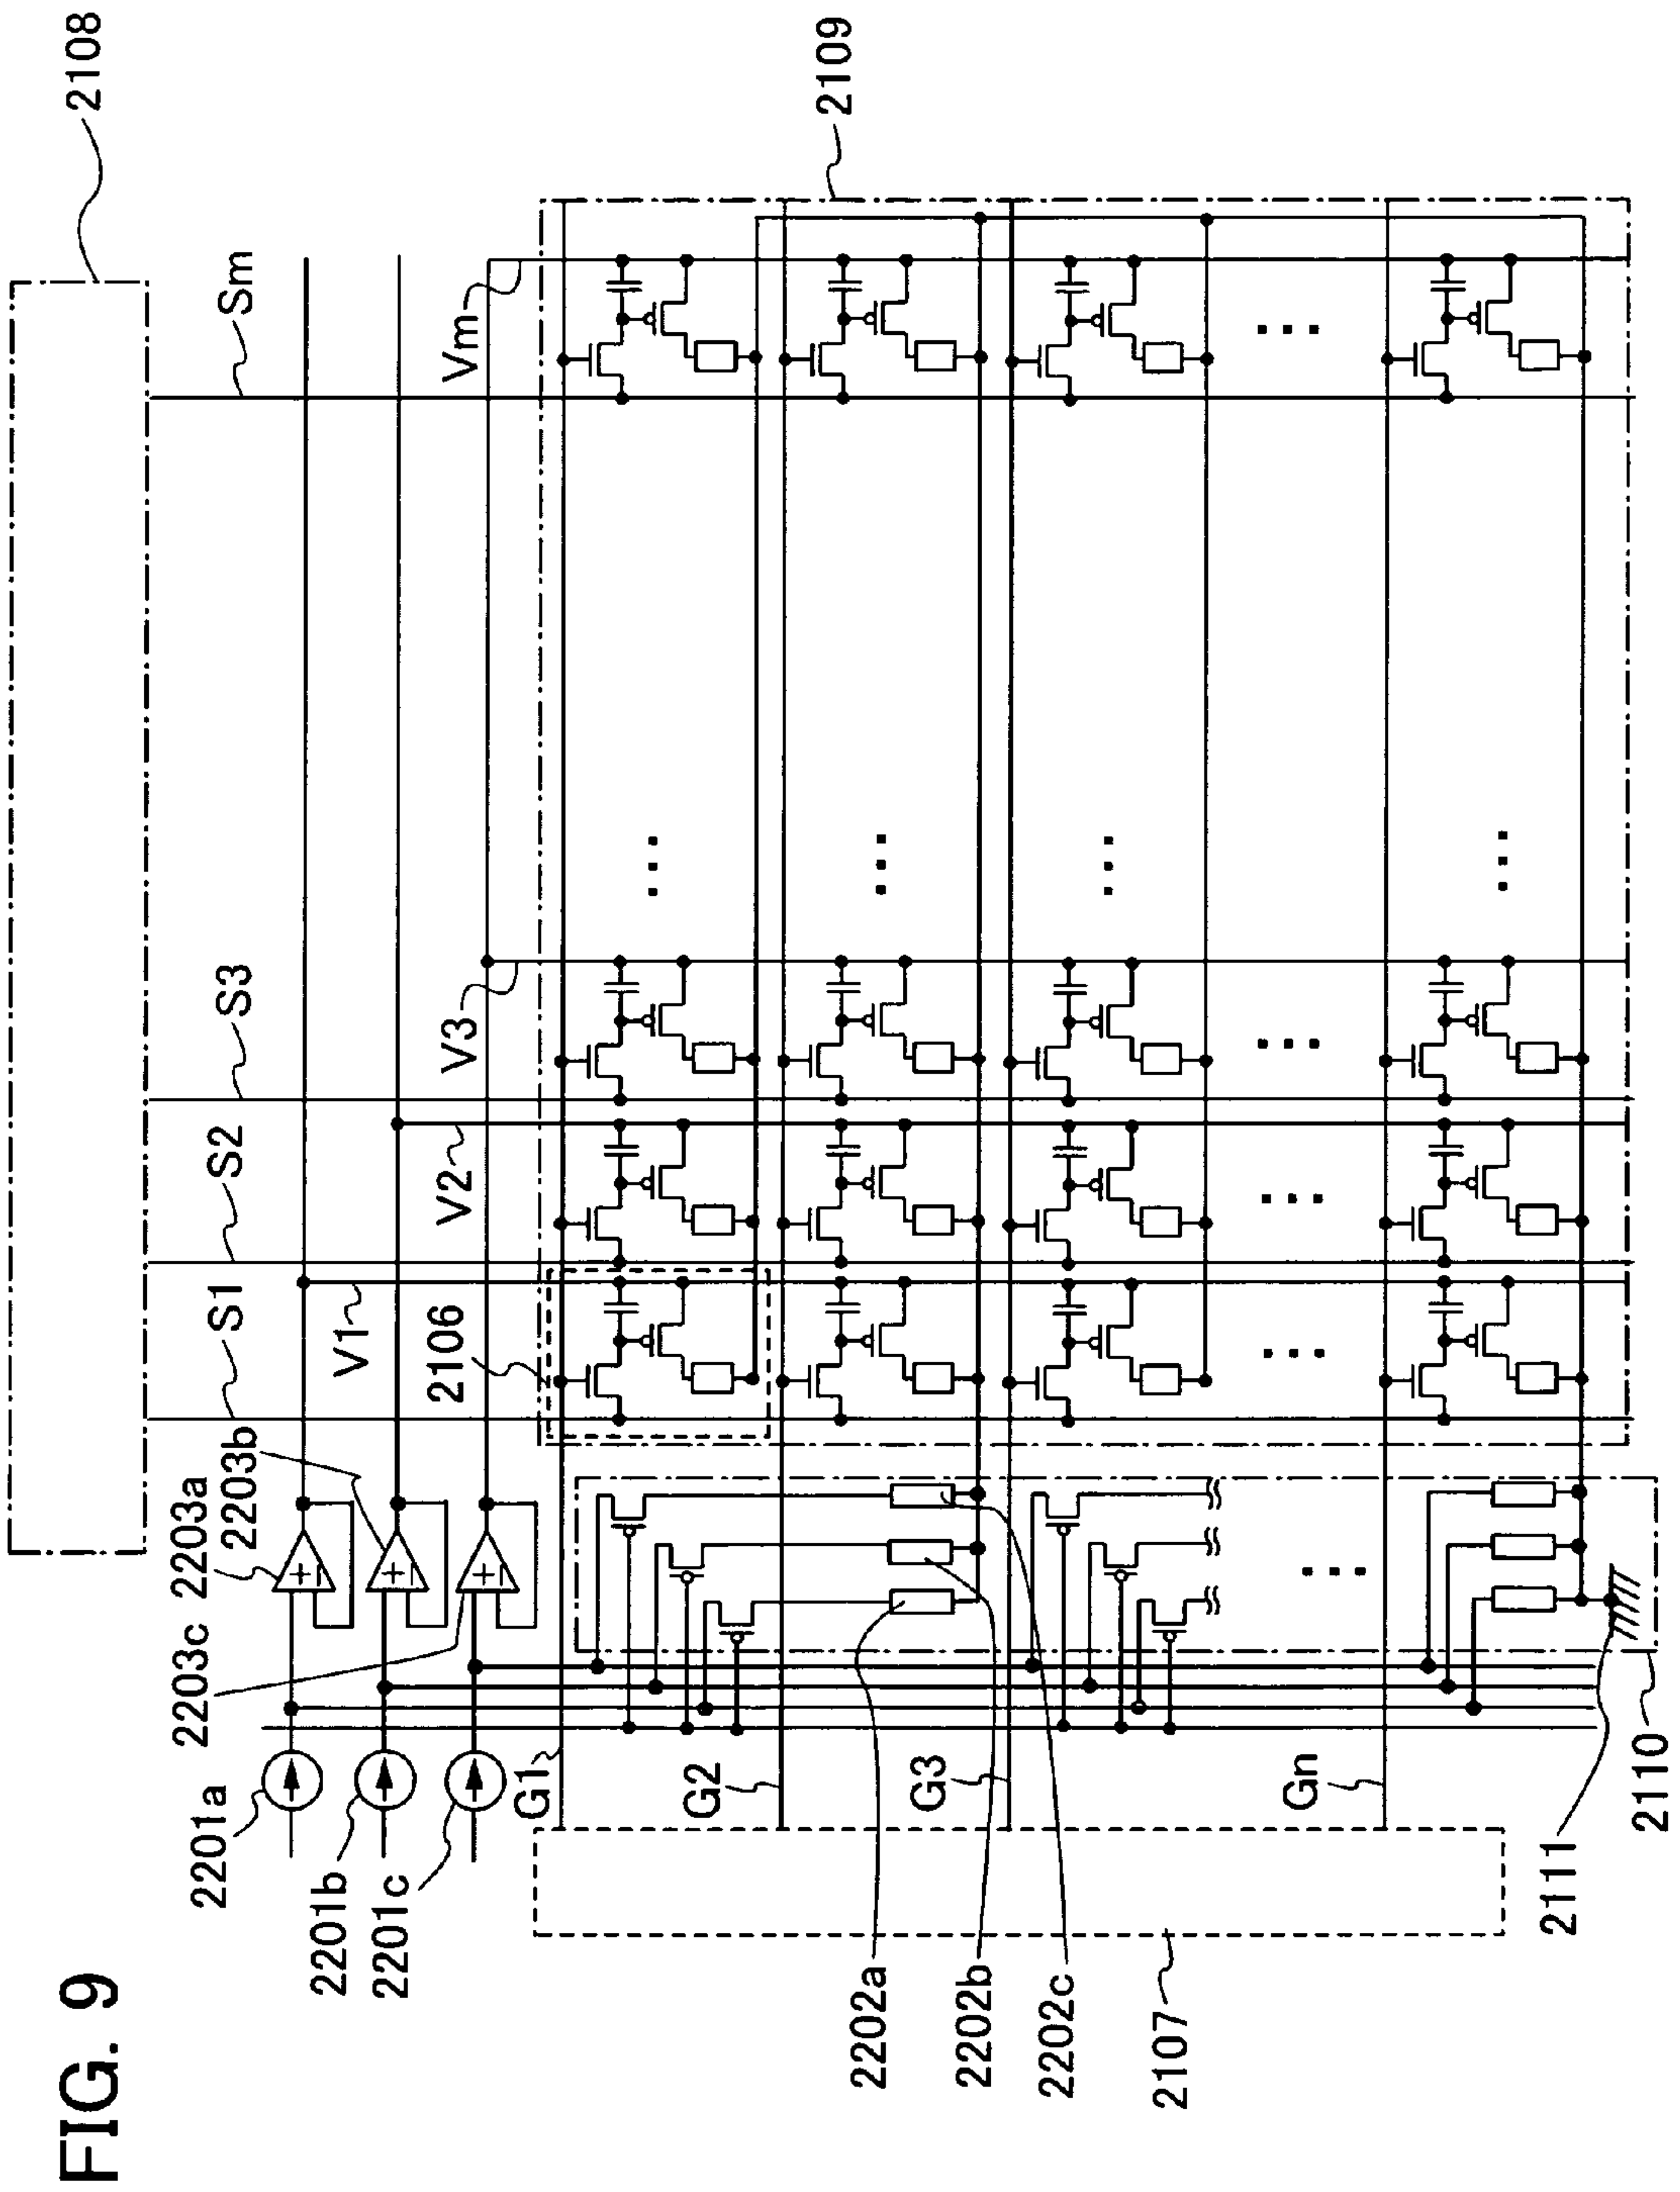 FIG. 9
2108
2109
Sm
Vm
S3
V3
S2
V2
S1
V1
2106
2203a
2203b
2203c
+
−
+
−
+
−
2201a
2201b
2201c
G1
G2
G3
Gn
2202a
2202b
2202c
2107
2111
2110